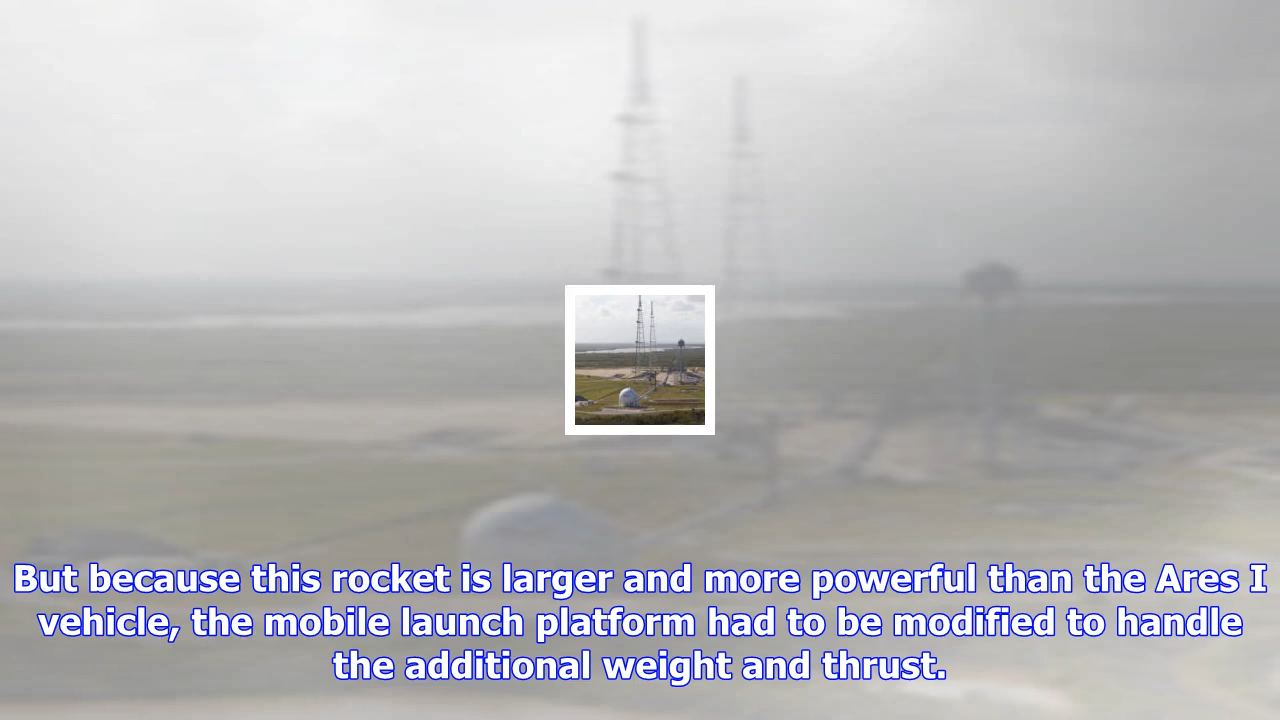 But because this rocket is larger and more powerful than the Ares I
vehicle, the mobile launch platform had to be modified to handle
the additional weight and thrust.